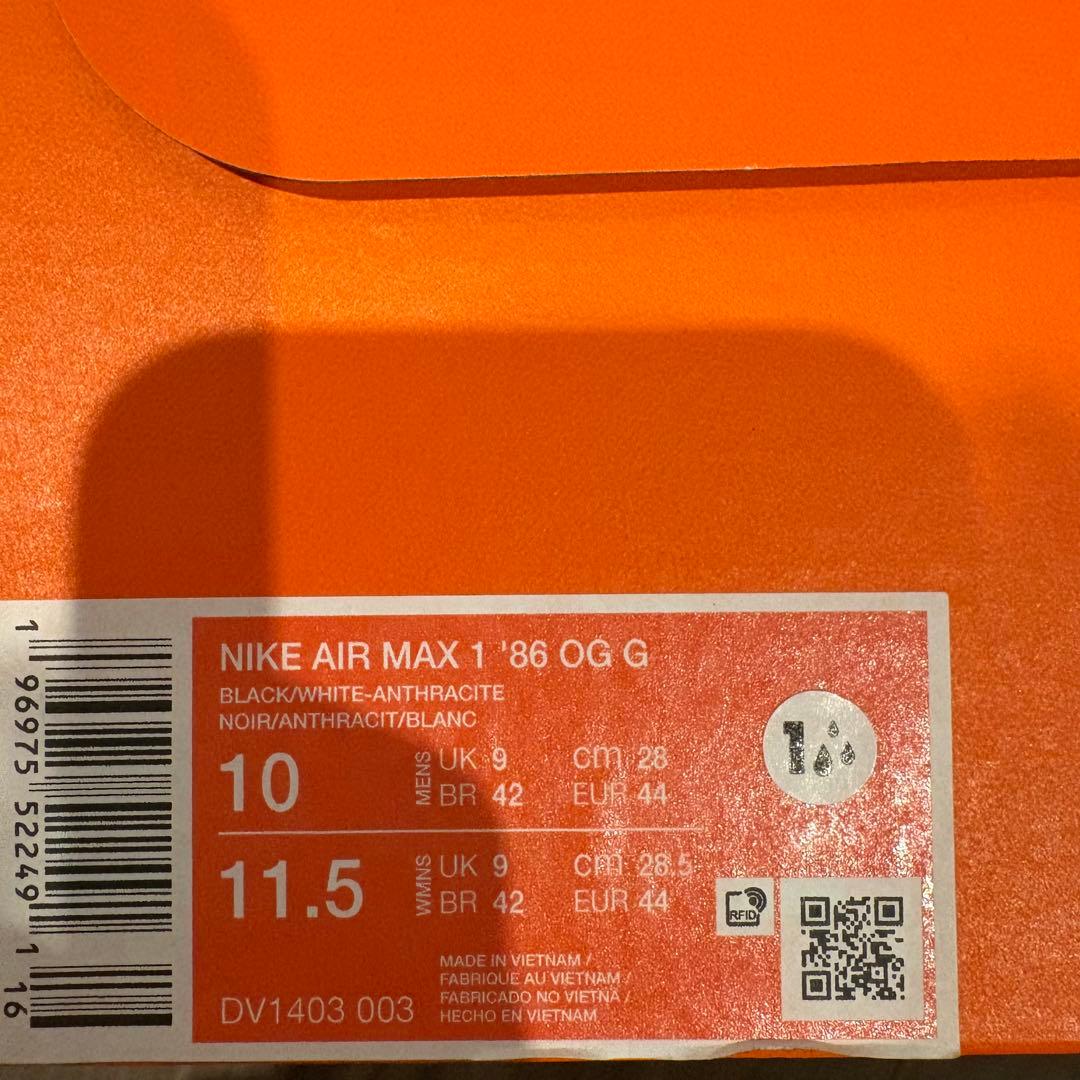 NIKE AIR MAX 1 '86 OG G
BLACK/WHITE-ANTHRACITE
NOIR/ANTHRACIT/BLANC
10 MENS UK 9 cm 28
BR 42 EUR 44
11.5 WMNS UK 9 cm 28.5
BR 42 EUR 44
1
RFID
MADE IN VIETNAM /
FABRIQUE AU VIETNAM /
FABRICADO NO VIETNÃ /
HECHO EN VIETNAM
DV1403 003
1 96975 52249 1 16